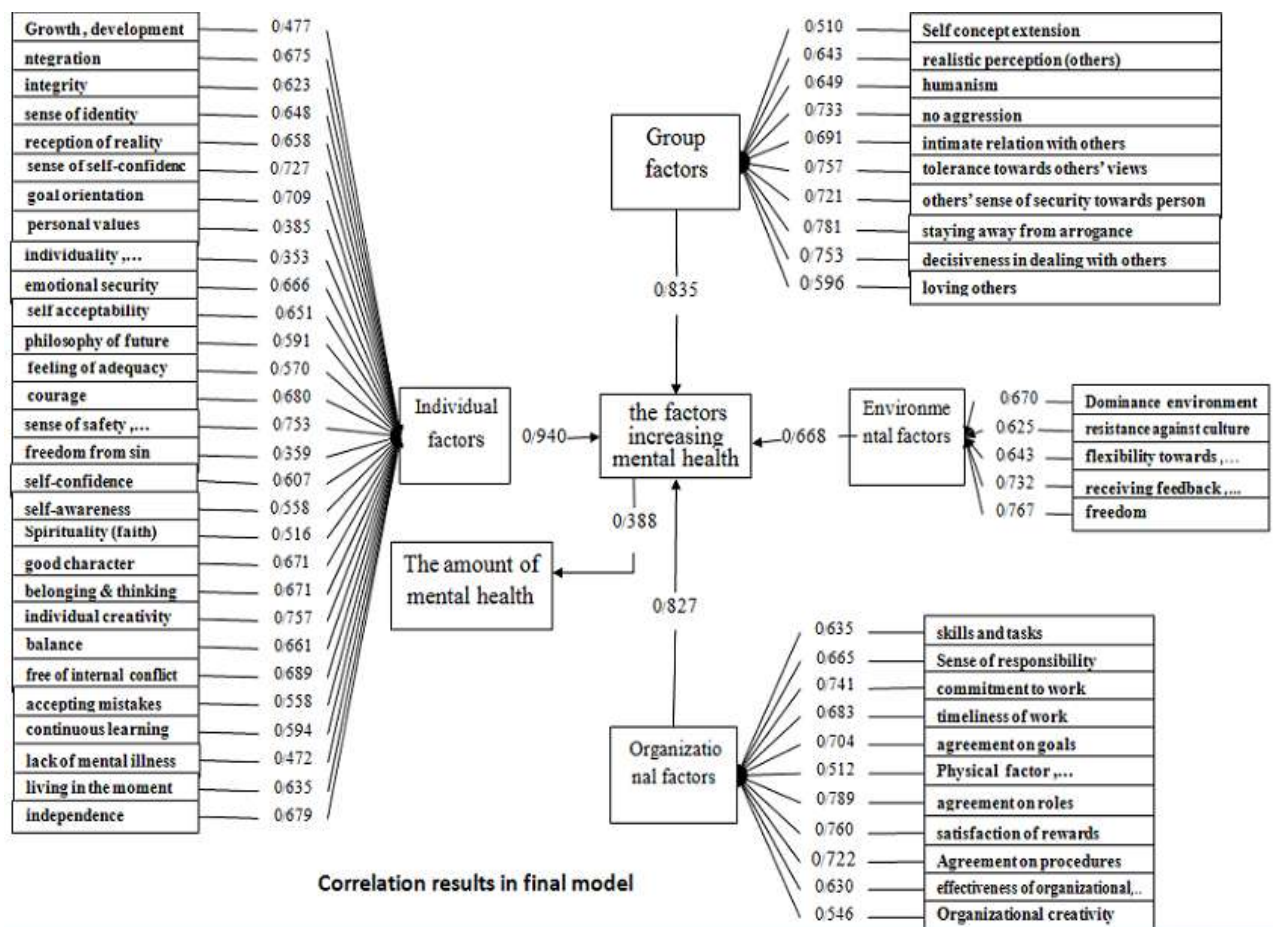 Growth, development 0/477
ntegration 0/675
integrity 0/623
sense of identity 0/648
reception of reality 0/658
sense of self-confidenc 0/727
goal orientation 0/709
personal values 0/385
individuality ,... 0/353
emotional security 0/666
self acceptability 0/651
philosophy of future 0/591
feeling of adequacy 0/570
courage 0/680
sense of safety ,... 0/753
freedom from sin 0/359
self-confidence 0/607
self-awareness 0/558
Spirituality (faith) 0/516
good character 0/671
belonging & thinking 0/671
individual creativity 0/757
balance 0/661
free of internal conflict 0/689
accepting mistakes 0/558
continuous learning 0/594
lack of mental illness 0/472
living in the moment 0/635
independence 0/679
Individual
factors
0/940
Group
factors
0/835
0/510 Self concept extension
0/643 realistic perception (others)
0/649 humanism
0/733 no aggression
0/691 intimate relation with others
0/757 tolerance towards others' views
0/721 others' sense of security towards person
0/781 staying away from arrogance
0/753 decisiveness in dealing with others
0/596 loving others
the factors
increasing
mental health
0/388
The amount of
mental health
0/668
Environme
ntal factors
0/670 Dominance environment
0/625 resistance against culture
0/643 flexibility towards ,...
0/732 receiving feedback ,...
0/767 freedom
0/827
Organizatio
nal factors
0/635 skills and tasks
0/665 Sense of responsibility
0/741 commitment to work
0/683 timeliness of work
0/704 agreement on goals
0/512 Physical factor ,...
0/789 agreement on roles
0/760 satisfaction of rewards
0/722 Agreement on procedures
0/630 effectiveness of organizational,..
0/546 Organizational creativity
Correlation results in final model